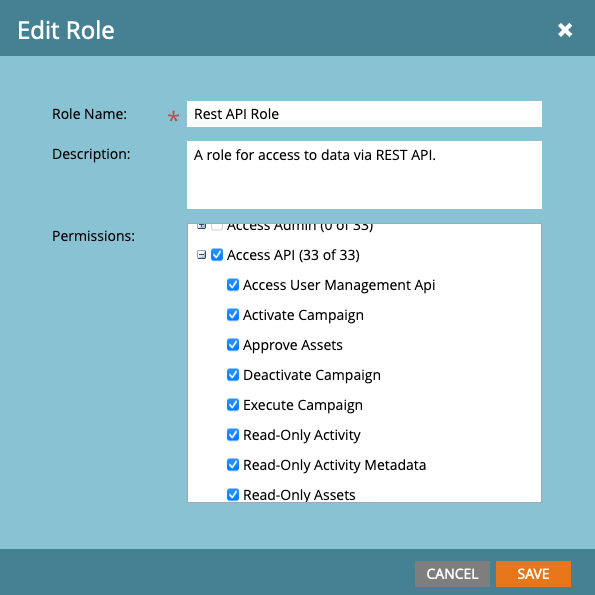 Edit Role
Role Name:
*
Rest API Role
Description:
A role for access to data via REST API.
Permissions:
Access Admin (0 of 33)
Access API (33 of 33)
Access User Management Api
Activate Campaign
Approve Assets
Deactivate Campaign
Execute Campaign
Read-Only Activity
Read-Only Activity Metadata
Read-Only Assets
CANCEL
SAVE